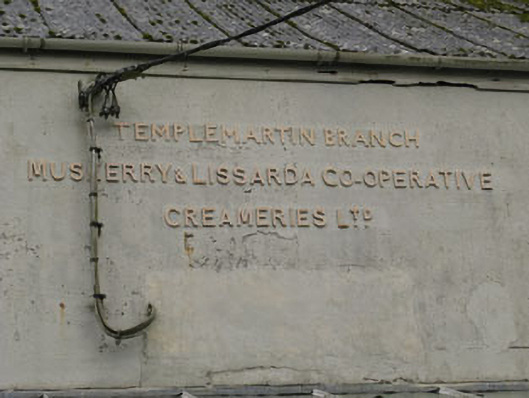 TEMPLEMARTIN BRANCH
MUSKERRY & LISSARDA CO-OPERATIVE
CREAMERIES LTD